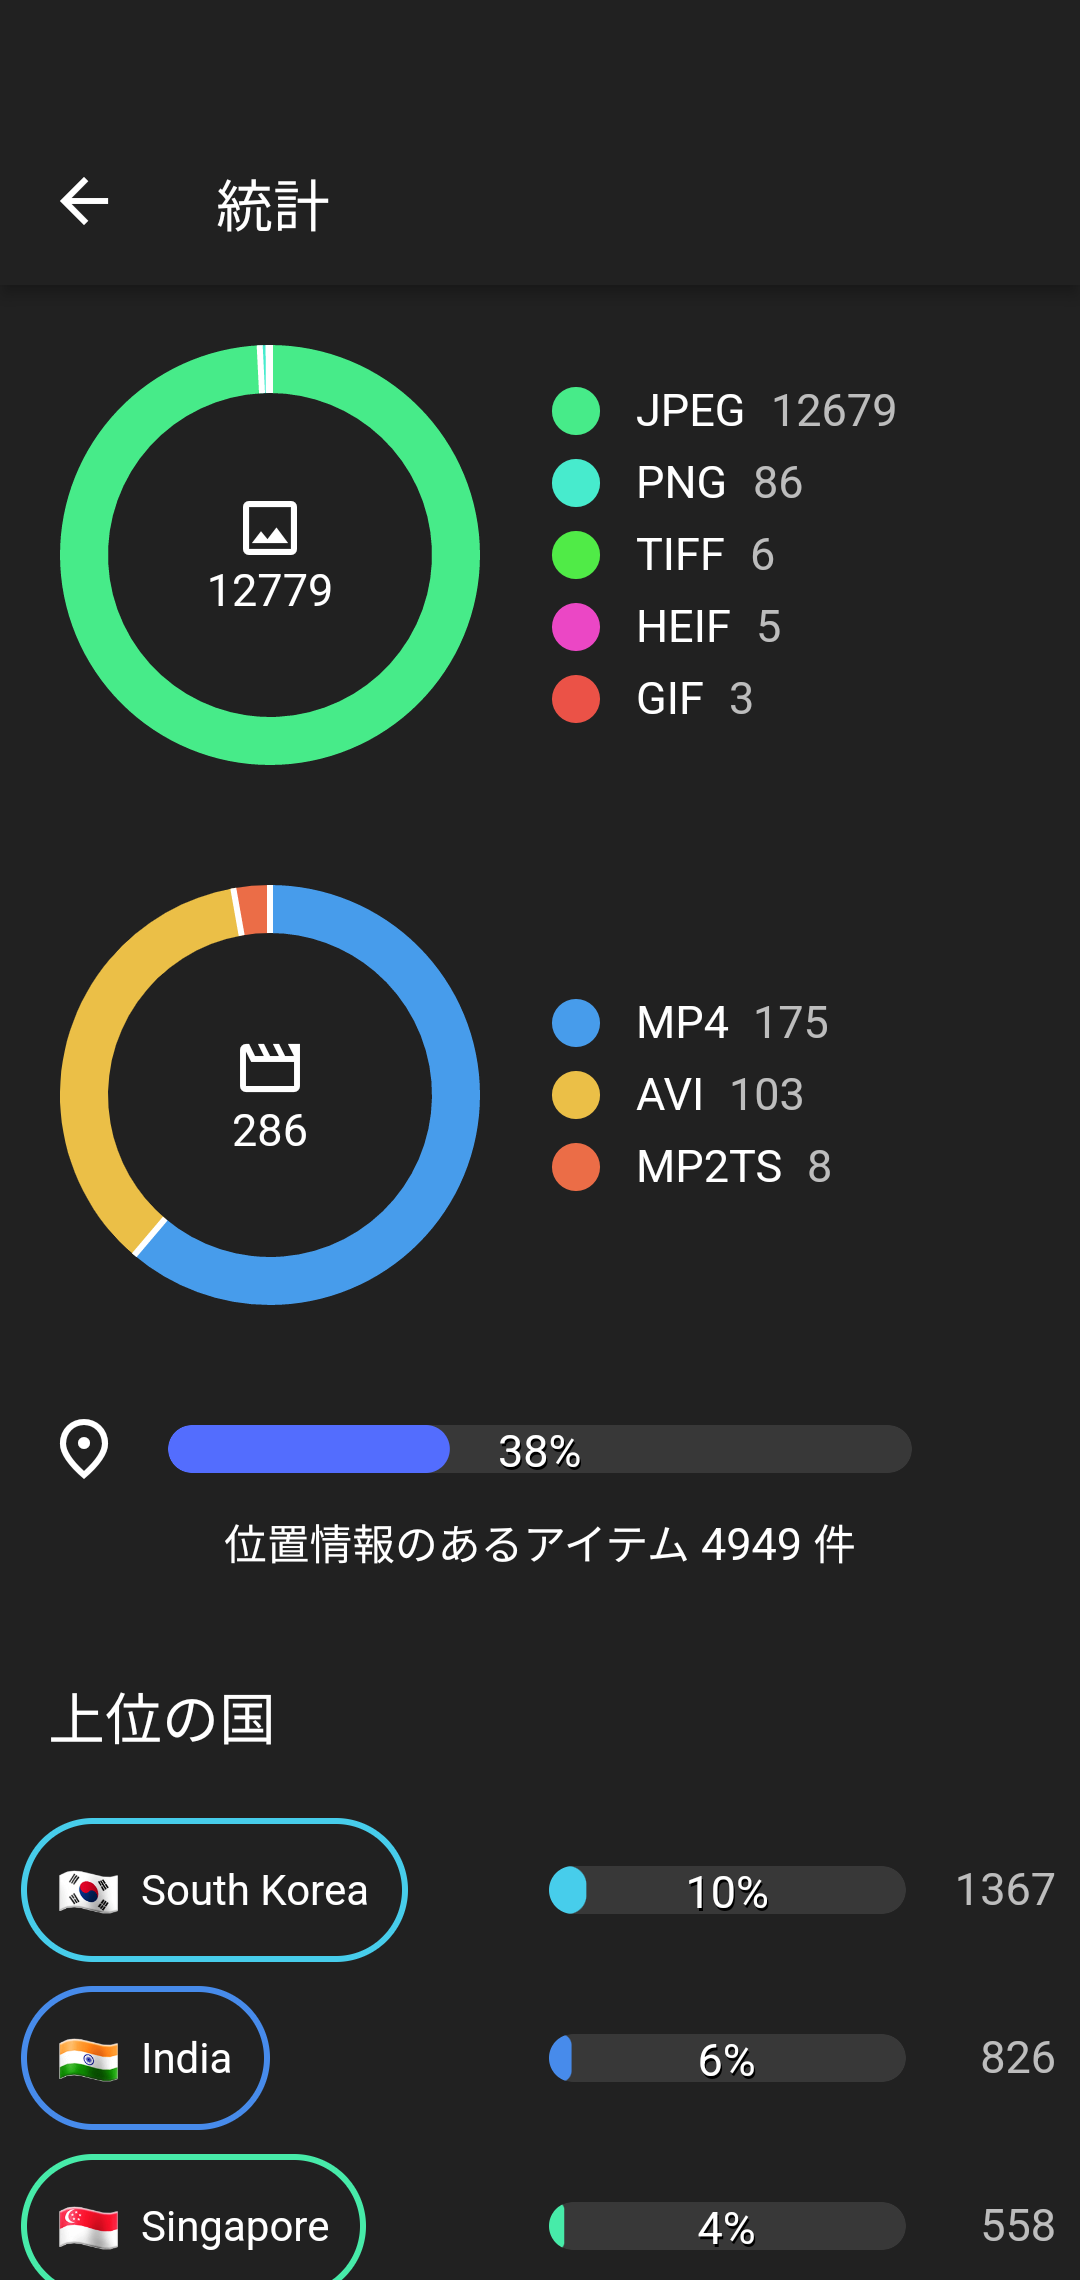 統計
12779
JPEG 12679
PNG 86
TIFF 6
HEIF 5
GIF 3
286
MP4 175
AVI 103
MP2TS 8
38%
位置情報のあるアイテム 4949 件
上位の国
South Korea 10% 1367
India 6% 826
Singapore 4% 558